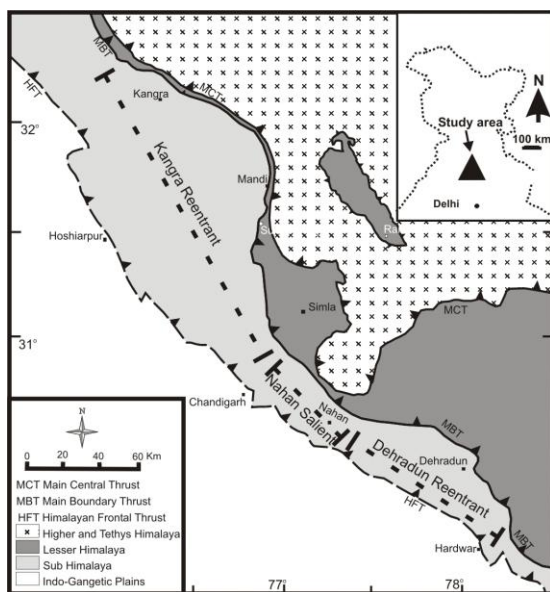 MBT
HFT
Kangra
MCT
32°
Kangra Reentrant
Mandi
Hoshiarpur
Study area
N
100 km
Delhi
Simla
31°
MCT
Chandigarh
Nahan Salient
Nahan
MBT
Dehradun Reentrant
Dehradun
HFT
Hardwar
MBT
N
0 20 40 60 Km
MCT Main Central Thrust
MBT Main Boundary Thrust
HFT Himalayan Frontal Thrust
x Higher and Tethys Himalaya
Lesser Himalaya
Sub Himalaya
Indo-Gangetic Plains
77°
78°